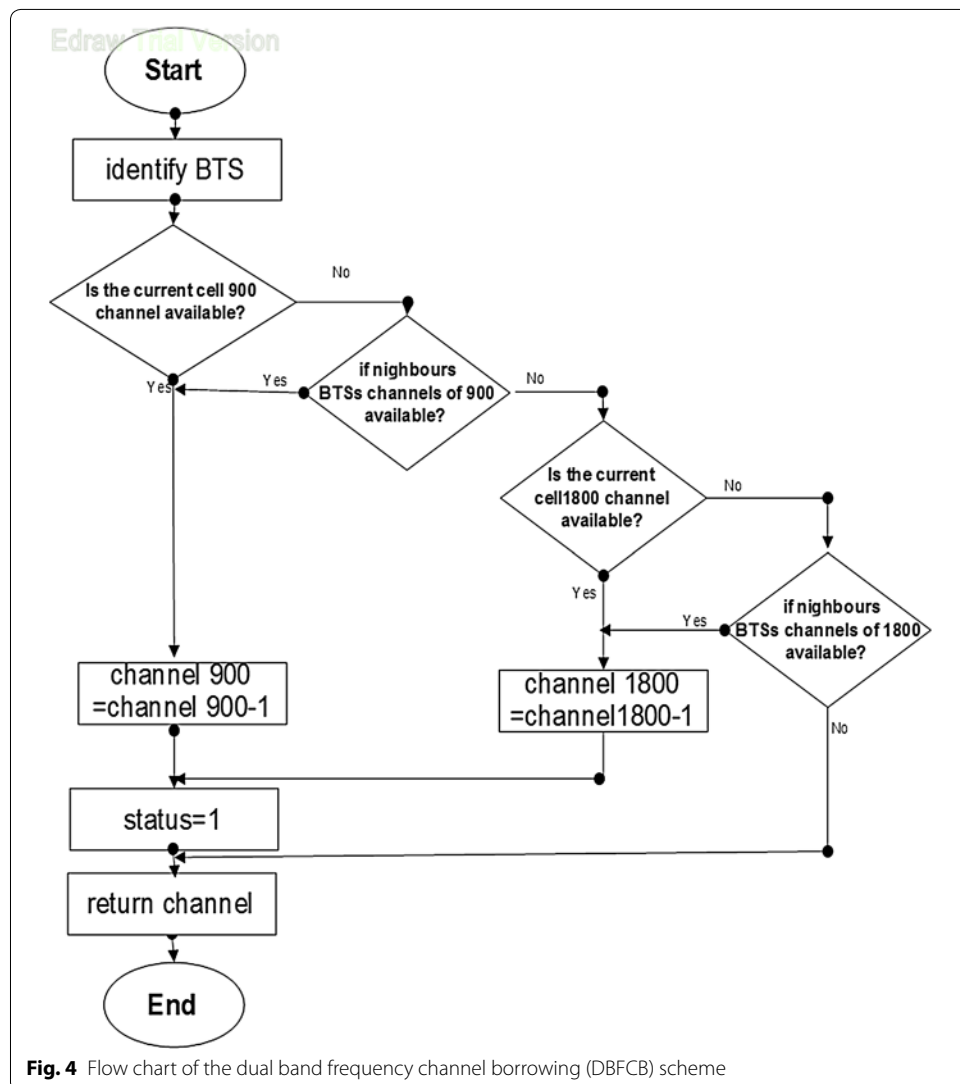 Edraw Trial Version
Start
identify BTS
Is the current cell 900
channel available?
No
Yes
if nighbours
BTSs channels of 900
available?
Yes
No
Is the current
cell1800 channel
available?
No
Yes
if nighbours
BTSs channels of 1800
available?
Yes
No
channel 900
=channel 900-1
channel 1800
=channel1800-1
status=1
return channel
End
Fig. 4 Flow chart of the dual band frequency channel borrowing (DBFCB) scheme